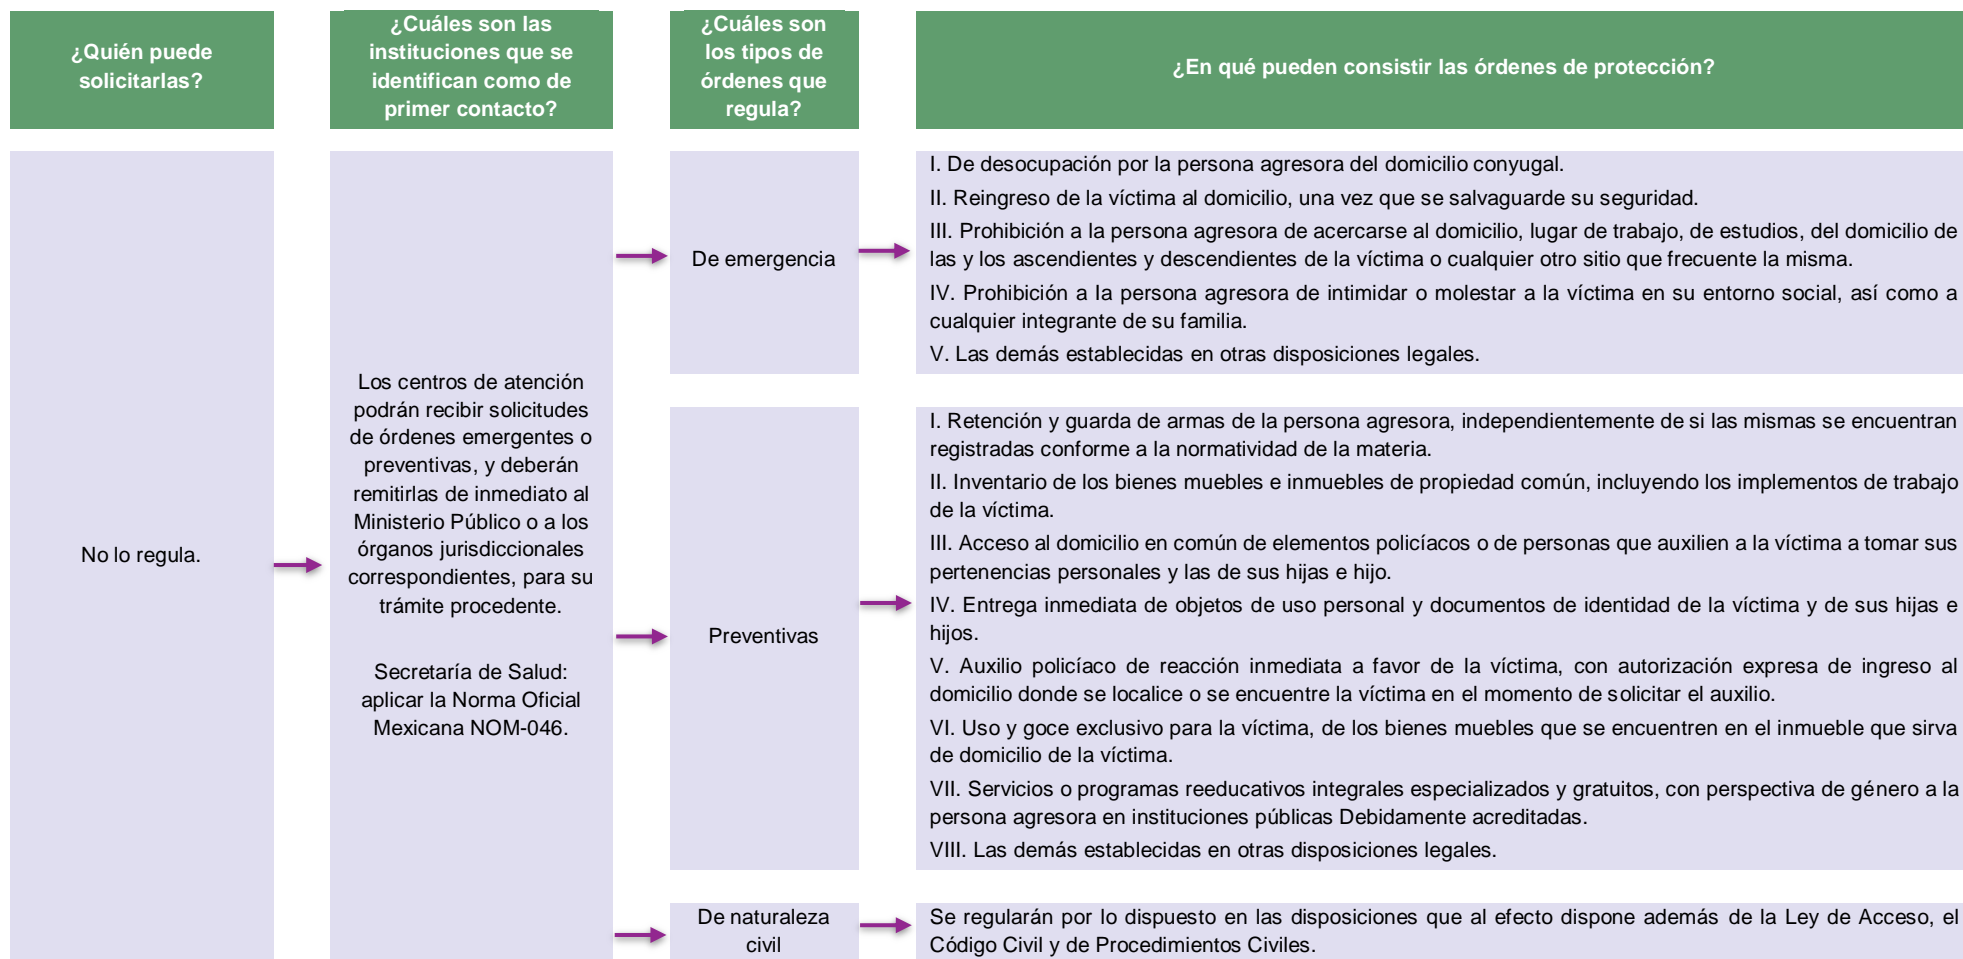 ¿Quién puede
solicitarlas?
¿Cuáles son las
instituciones que se
identifican como de
primer contacto?
¿Cuáles son
los tipos de
órdenes que
regula?
¿En qué pueden consistir las órdenes de protección?
No lo regula.
Los centros de atención
podrán recibir solicitudes
de órdenes emergentes o
preventivas, y deberán
remitirlas de inmediato al
Ministerio Público o a los
órganos jurisdiccionales
correspondientes, para su
trámite procedente.
Secretaría de Salud:
aplicar la Norma Oficial
Mexicana NOM-046.
De emergencia
I. De desocupación por la persona agresora del domicilio conyugal.
II. Reingreso de la víctima al domicilio, una vez que se salvaguarde su seguridad.
III. Prohibición a la persona agresora de acercarse al domicilio, lugar de trabajo, de estudios, del domicilio de
las y los ascendientes y descendientes de la víctima o cualquier otro sitio que frecuente la misma.
IV. Prohibición a la persona agresora de intimidar o molestar a la víctima en su entorno social, así como a
cualquier integrante de su familia.
V. Las demás establecidas en otras disposiciones legales.
Preventivas
I. Retención y guarda de armas de la persona agresora, independientemente de si las mismas se encuentran
registradas conforme a la normatividad de la materia.
II. Inventario de los bienes muebles e inmuebles de propiedad común, incluyendo los implementos de trabajo
de la víctima.
III. Acceso al domicilio en común de elementos policíacos o de personas que auxilien a la víctima a tomar sus
pertenencias personales y las de sus hijas e hijo.
IV. Entrega inmediata de objetos de uso personal y documentos de identidad de la víctima y de sus hijas e
hijos.
V. Auxilio policíaco de reacción inmediata a favor de la víctima, con autorización expresa de ingreso al
domicilio donde se localice o se encuentre la víctima en el momento de solicitar el auxilio.
VI. Uso y goce exclusivo para la víctima, de los bienes muebles que se encuentren en el inmueble que sirva
de domicilio de la víctima.
VII. Servicios o programas reeducativos integrales especializados y gratuitos, con perspectiva de género a la
persona agresora en instituciones públicas Debidamente acreditadas.
VIII. Las demás establecidas en otras disposiciones legales.
De naturaleza
civil
Se regularán por lo dispuesto en las disposiciones que al efecto dispone además de la Ley de Acceso, el
Código Civil y de Procedimientos Civiles.